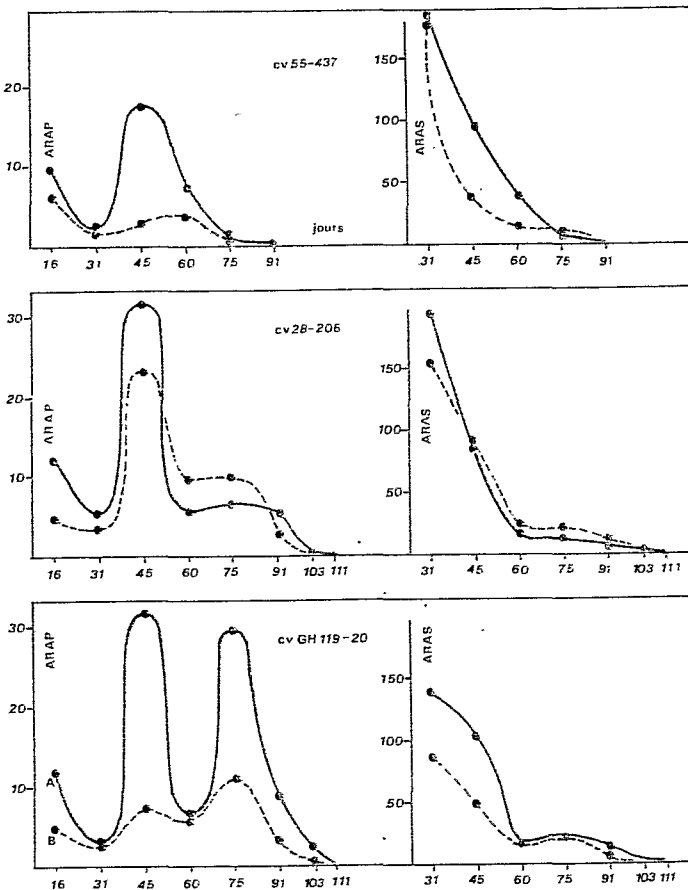 cv 55-437
ARAP
20
10
jours
16 31 45 60 75 91
ARAS
150
100
50
31 45 60 75 91
cv 28-206
ARAP
30
20
10
16 31 45 60 75 91 103 111
ARAS
150
100
50
31 45 60 75 91 103 111
cv GH 119-20
ARAP
30
20
10
A
B
16 31 45 60 75 91 103 111
ARAS
150
100
50
31 45 60 75 91 103 111